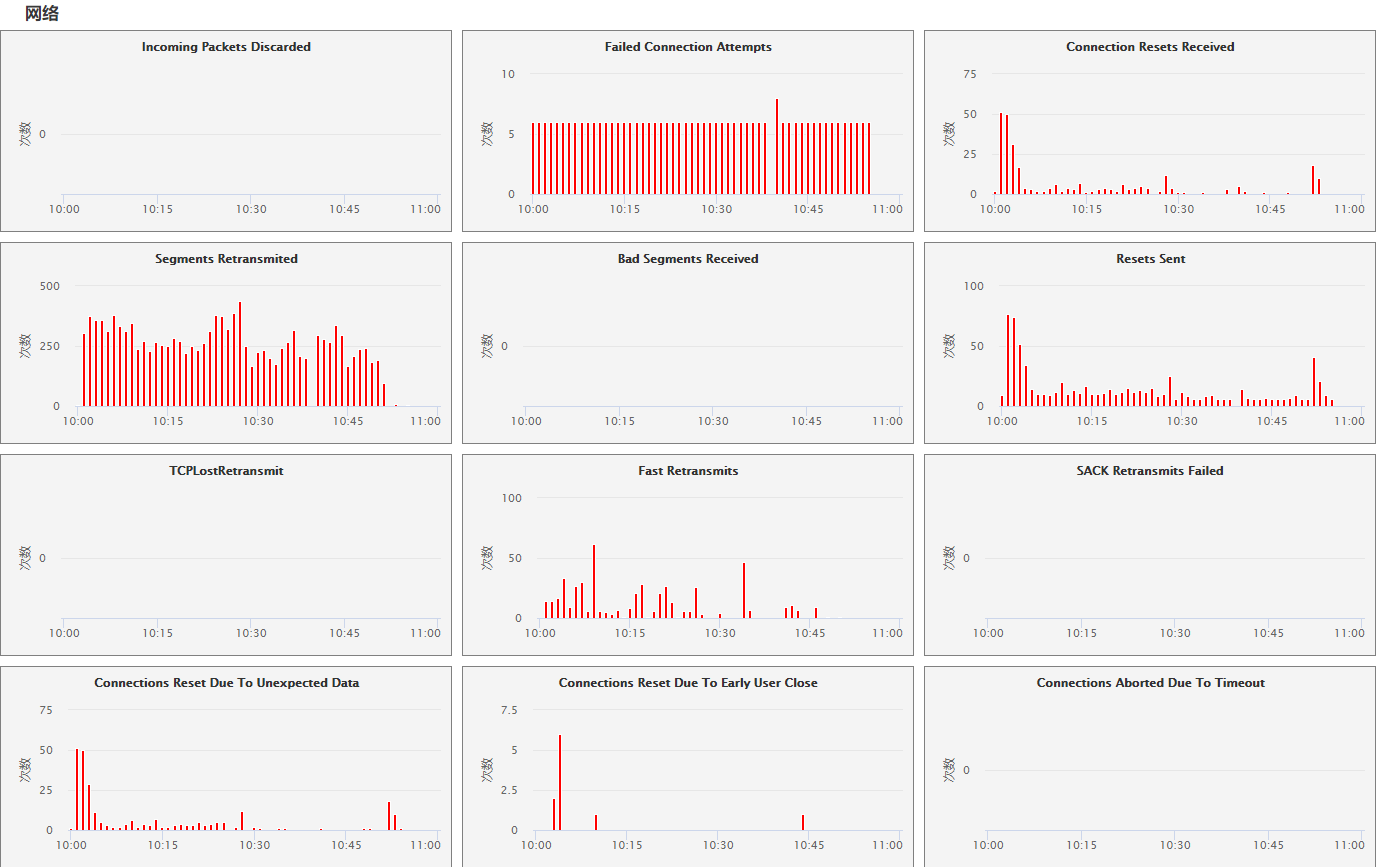 网络
Incoming Packets Discarded
次数
0
10:00 10:15 10:30 10:45 11:00
Failed Connection Attempts
次数
10
5
0
10:00 10:15 10:30 10:45 11:00
Connection Resets Received
次数
75
50
25
0
10:00 10:15 10:30 10:45 11:00
Segments Retransmited
次数
500
250
0
10:00 10:15 10:30 10:45 11:00
Bad Segments Received
次数
0
10:00 10:15 10:30 10:45 11:00
Resets Sent
次数
100
50
0
10:00 10:15 10:30 10:45 11:00
TCPLostRetransmit
次数
0
10:00 10:15 10:30 10:45 11:00
Fast Retransmits
次数
100
50
0
10:00 10:15 10:30 10:45 11:00
SACK Retransmits Failed
次数
0
10:00 10:15 10:30 10:45 11:00
Connections Reset Due To Unexpected Data
次数
75
50
25
0
10:00 10:15 10:30 10:45 11:00
Connections Reset Due To Early User Close
次数
7.5
5
2.5
0
10:00 10:15 10:30 10:45 11:00
Connections Aborted Due To Timeout
次数
0
10:00 10:15 10:30 10:45 11:00